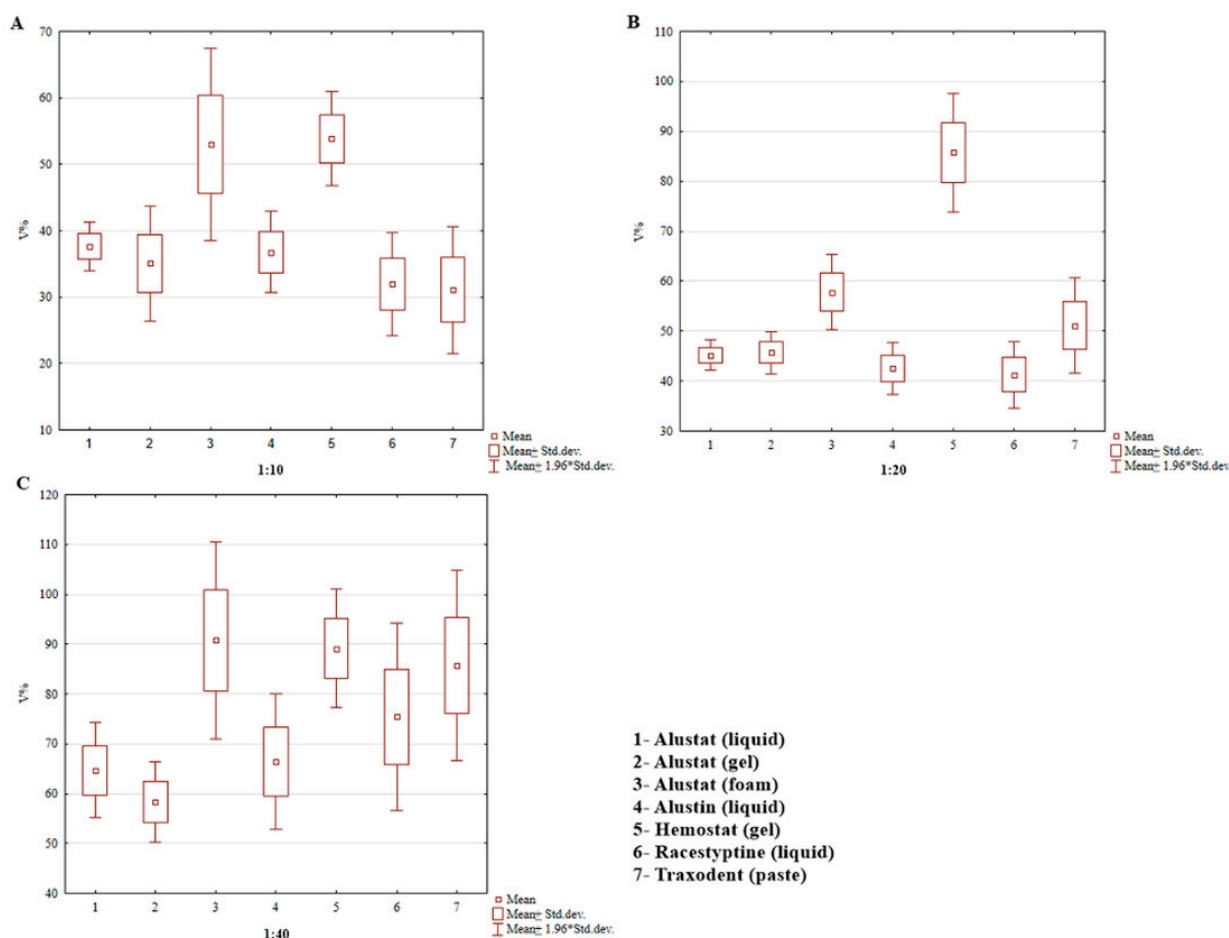 A
70
60
50
40
30
20
10
V%
1 2 3 4 5 6 7
1:10
Mean
Mean± Std.dev.
Mean± 1.96*Std.dev.
B
110
100
90
80
70
60
50
40
30
V%
1 2 3 4 5 6 7
1:20
Mean
Mean± Std.dev.
Mean± 1.96*Std.dev.
C
120
110
100
90
80
70
60
50
40
V%
1 2 3 4 5 6 7
1:40
Mean
Mean± Std.dev.
Mean± 1.96*Std.dev.
1- Alustat (liquid)
2- Alustat (gel)
3- Alustat (foam)
4- Alustin (liquid)
5- Hemostat (gel)
6- Racestyptine (liquid)
7- Traxodent (paste)